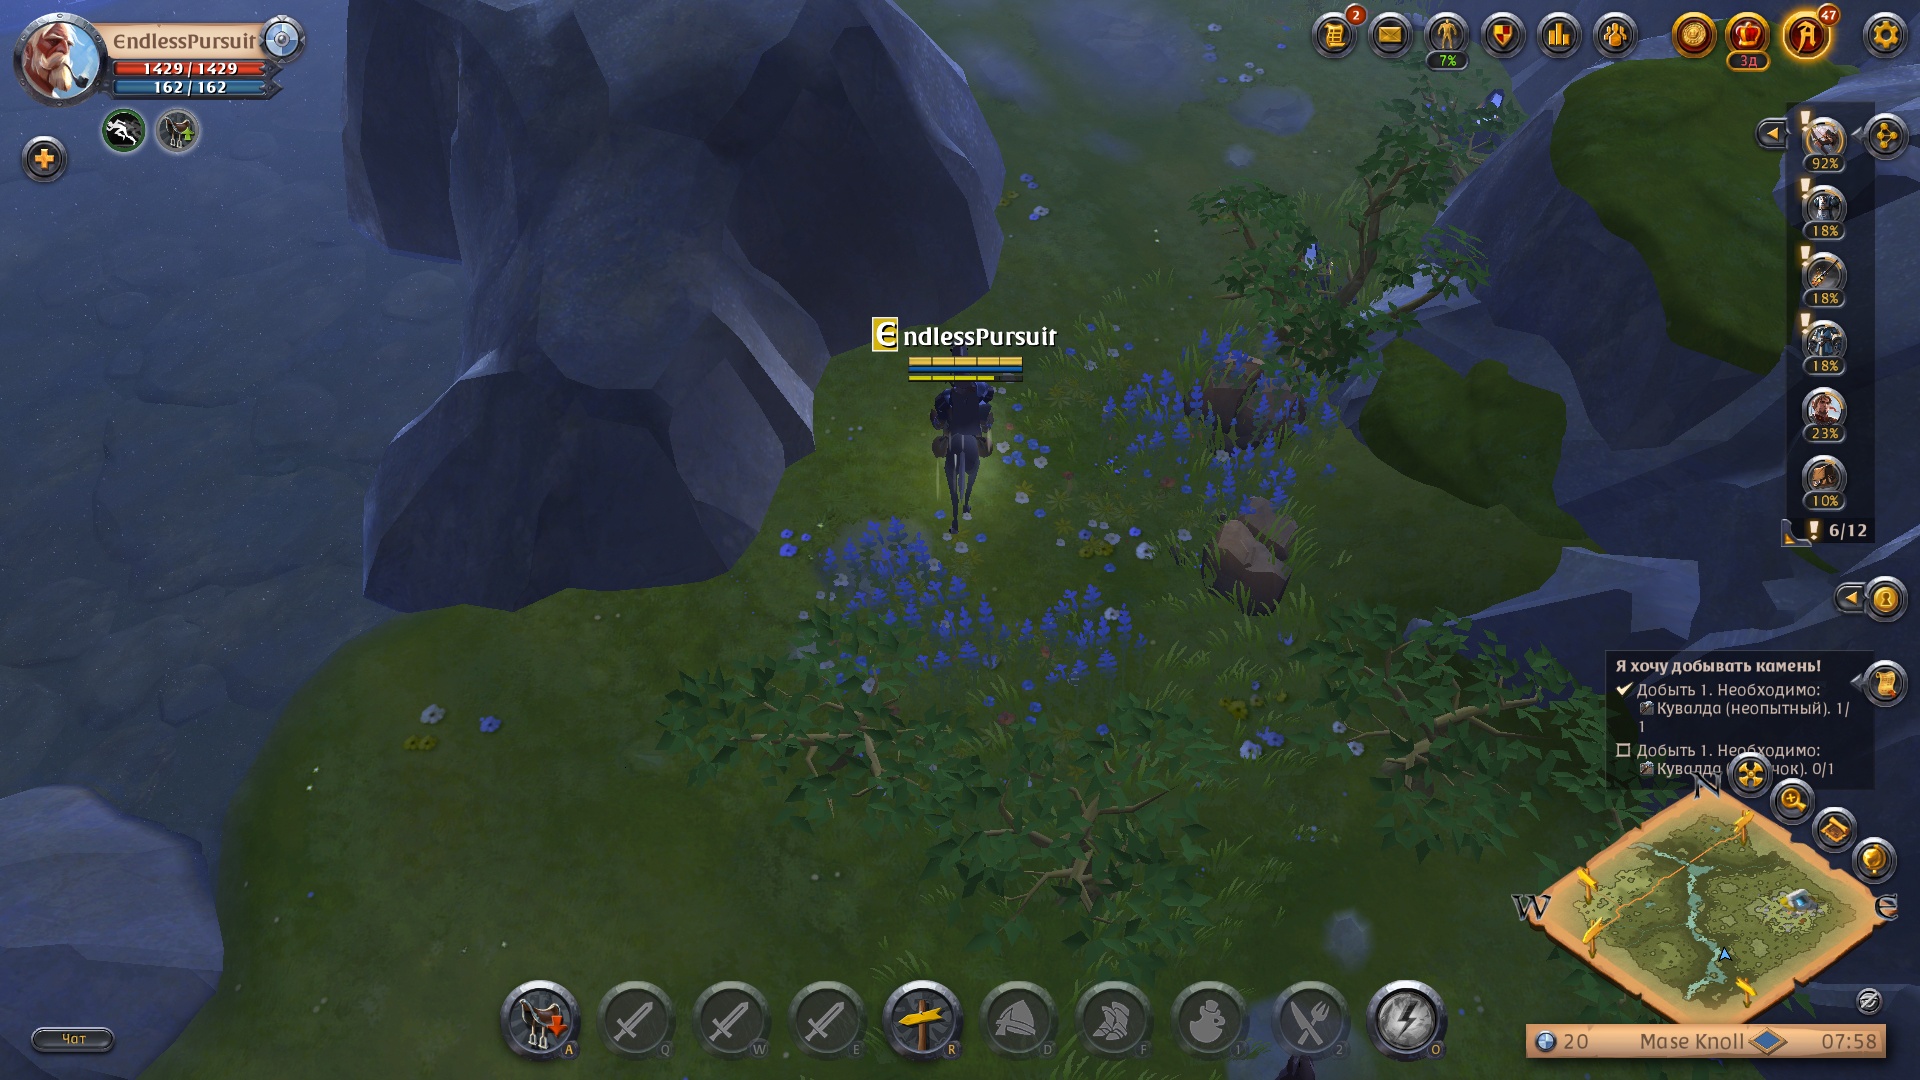 EndlessPursuit
1429 / 1429
162 / 162
2
7%
3д
47
92%
18%
18%
18%
23%
10%
6/12
EndlessPursuit
Я хочу добывать камень!
Добыть 1. Необходимо:
Кувалда (неопытный). 1/
1
Добыть 1. Необходимо:
Кувалда чок). 0/1
N
W
E
A
Q
W
E
R
D
F
1
2
O
Чат
20
Mase Knoll
07:58